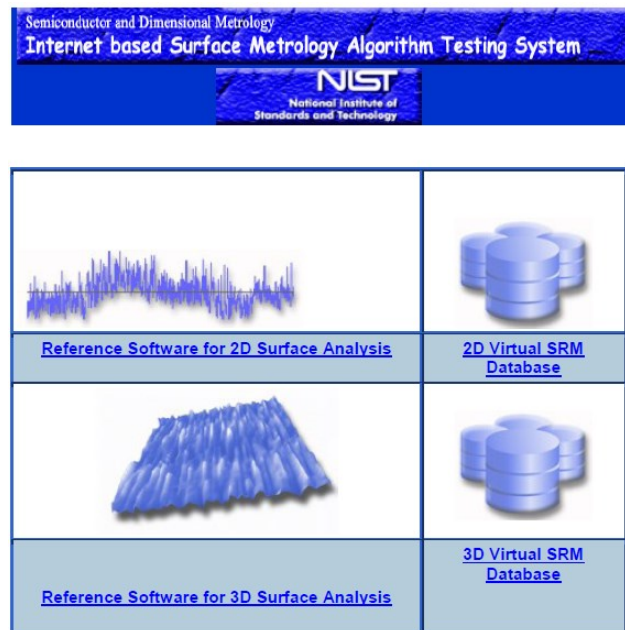 Semiconductor and Dimensional Metrology
Internet based Surface Metrology Algorithm Testing System
NIST
National Institute of
Standards and Technology
Reference Software for 2D Surface Analysis
2D Virtual SRM
Database
3D Virtual SRM
Database
Reference Software for 3D Surface Analysis